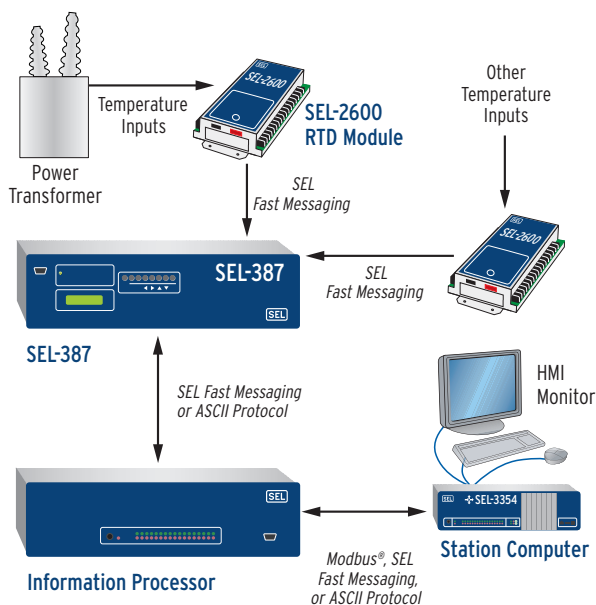 Power
Transformer
Temperature
Inputs
SEL-2600
SEL-2600
RTD Module
Other
Temperature
Inputs
SEL
Fast Messaging
SEL-2600
SEL
Fast Messaging
SEL-387
SEL
SEL-387
SEL Fast Messaging
or ASCII Protocol
HMI
Monitor
SEL
SEL
SEL-3354
Station Computer
Information Processor
Modbus®, SEL
Fast Messaging,
or ASCII Protocol